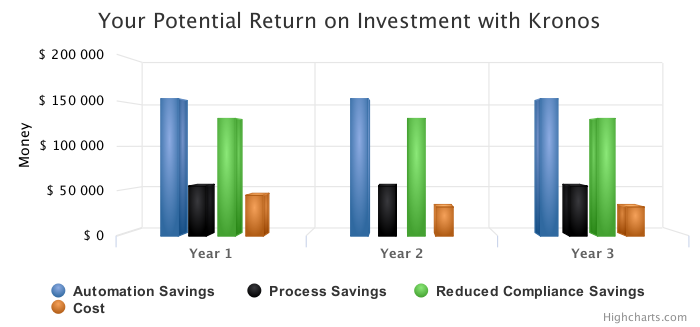 Your Potential Return on Investment with Kronos
$ 200 000
$ 150 000
$ 100 000
$ 50 000
$ 0
Money
Year 1 Year 2 Year 3
Automation Savings Process Savings Reduced Compliance Savings
Cost
Highcharts.com